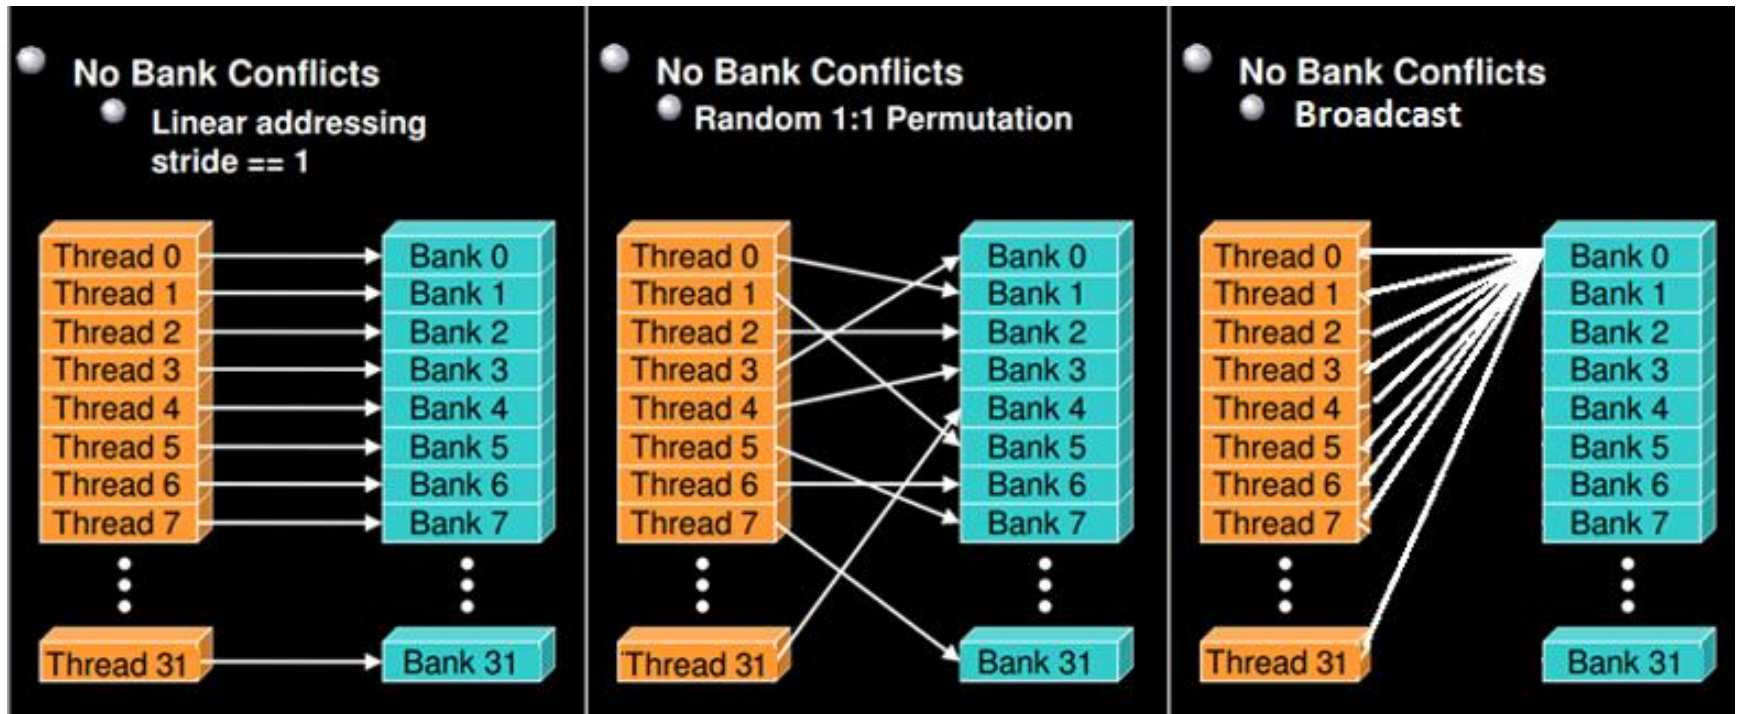 No Bank Conflicts
Linear addressing
stride == 1
Thread 0
Thread 1
Thread 2
Thread 3
Thread 4
Thread 5
Thread 6
Thread 7
Thread 31
Bank 0
Bank 1
Bank 2
Bank 3
Bank 4
Bank 5
Bank 6
Bank 7
Bank 31
No Bank Conflicts
Random 1:1 Permutation
Thread 0
Thread 1
Thread 2
Thread 3
Thread 4
Thread 5
Thread 6
Thread 7
Thread 31
Bank 0
Bank 1
Bank 2
Bank 3
Bank 4
Bank 5
Bank 6
Bank 7
Bank 31
No Bank Conflicts
Broadcast
Thread 0
Thread 1
Thread 2
Thread 3
Thread 4
Thread 5
Thread 6
Thread 7
Thread 31
Bank 0
Bank 1
Bank 2
Bank 3
Bank 4
Bank 5
Bank 6
Bank 7
Bank 31